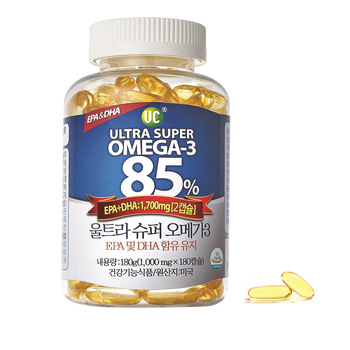 EPA&DHA
UC
ULTRA SUPER
OMEGA-3
85%
EPA+DHA:1,700mg[2캡슐]
울트라 슈퍼 오메가3
EPA 및 DHA 함유 유지
내용량:180g(1,000mg×180캡슐)
건강기능식품/원산지:미국